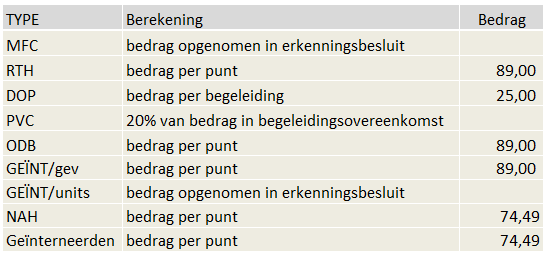 TYPE Berekening Bedrag
MFC bedrag opgenomen in erkenningsbesluit
RTH bedrag per punt 89,00
DOP bedrag per begeleiding 25,00
PVC 20% van bedrag in begeleidingsovereenkomst
ODB bedrag per punt 89,00
GEÏNT/gev bedrag per punt 89,00
GEÏNT/units bedrag opgenomen in erkenningsbesluit
NAH bedrag per punt 74,49
Geïnterneerden bedrag per punt 74,49